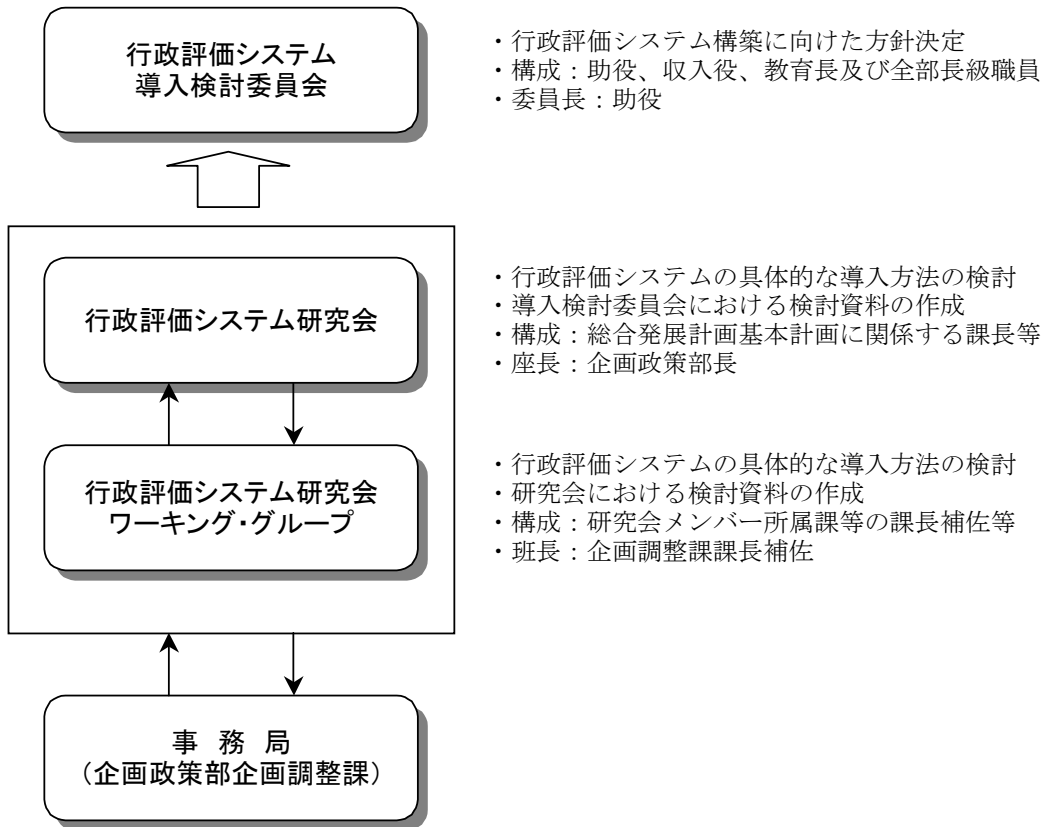 行政評価システム
導入検討委員会
・行政評価システム構築に向けた方針決定
・構成：助役、収入役、教育長及び全部長級職員
・委員長：助役
行政評価システム研究会
・行政評価システムの具体的な導入方法の検討
・導入検討委員会における検討資料の作成
・構成：総合発展計画基本計画に関係する課長等
・座長：企画政策部長
行政評価システム研究会
ワーキング・グループ
・行政評価システムの具体的な導入方法の検討
・研究会における検討資料の作成
・構成：研究会メンバー所属課等の課長補佐等
・班長：企画調整課課長補佐
事 務 局
（企画政策部企画調整課）